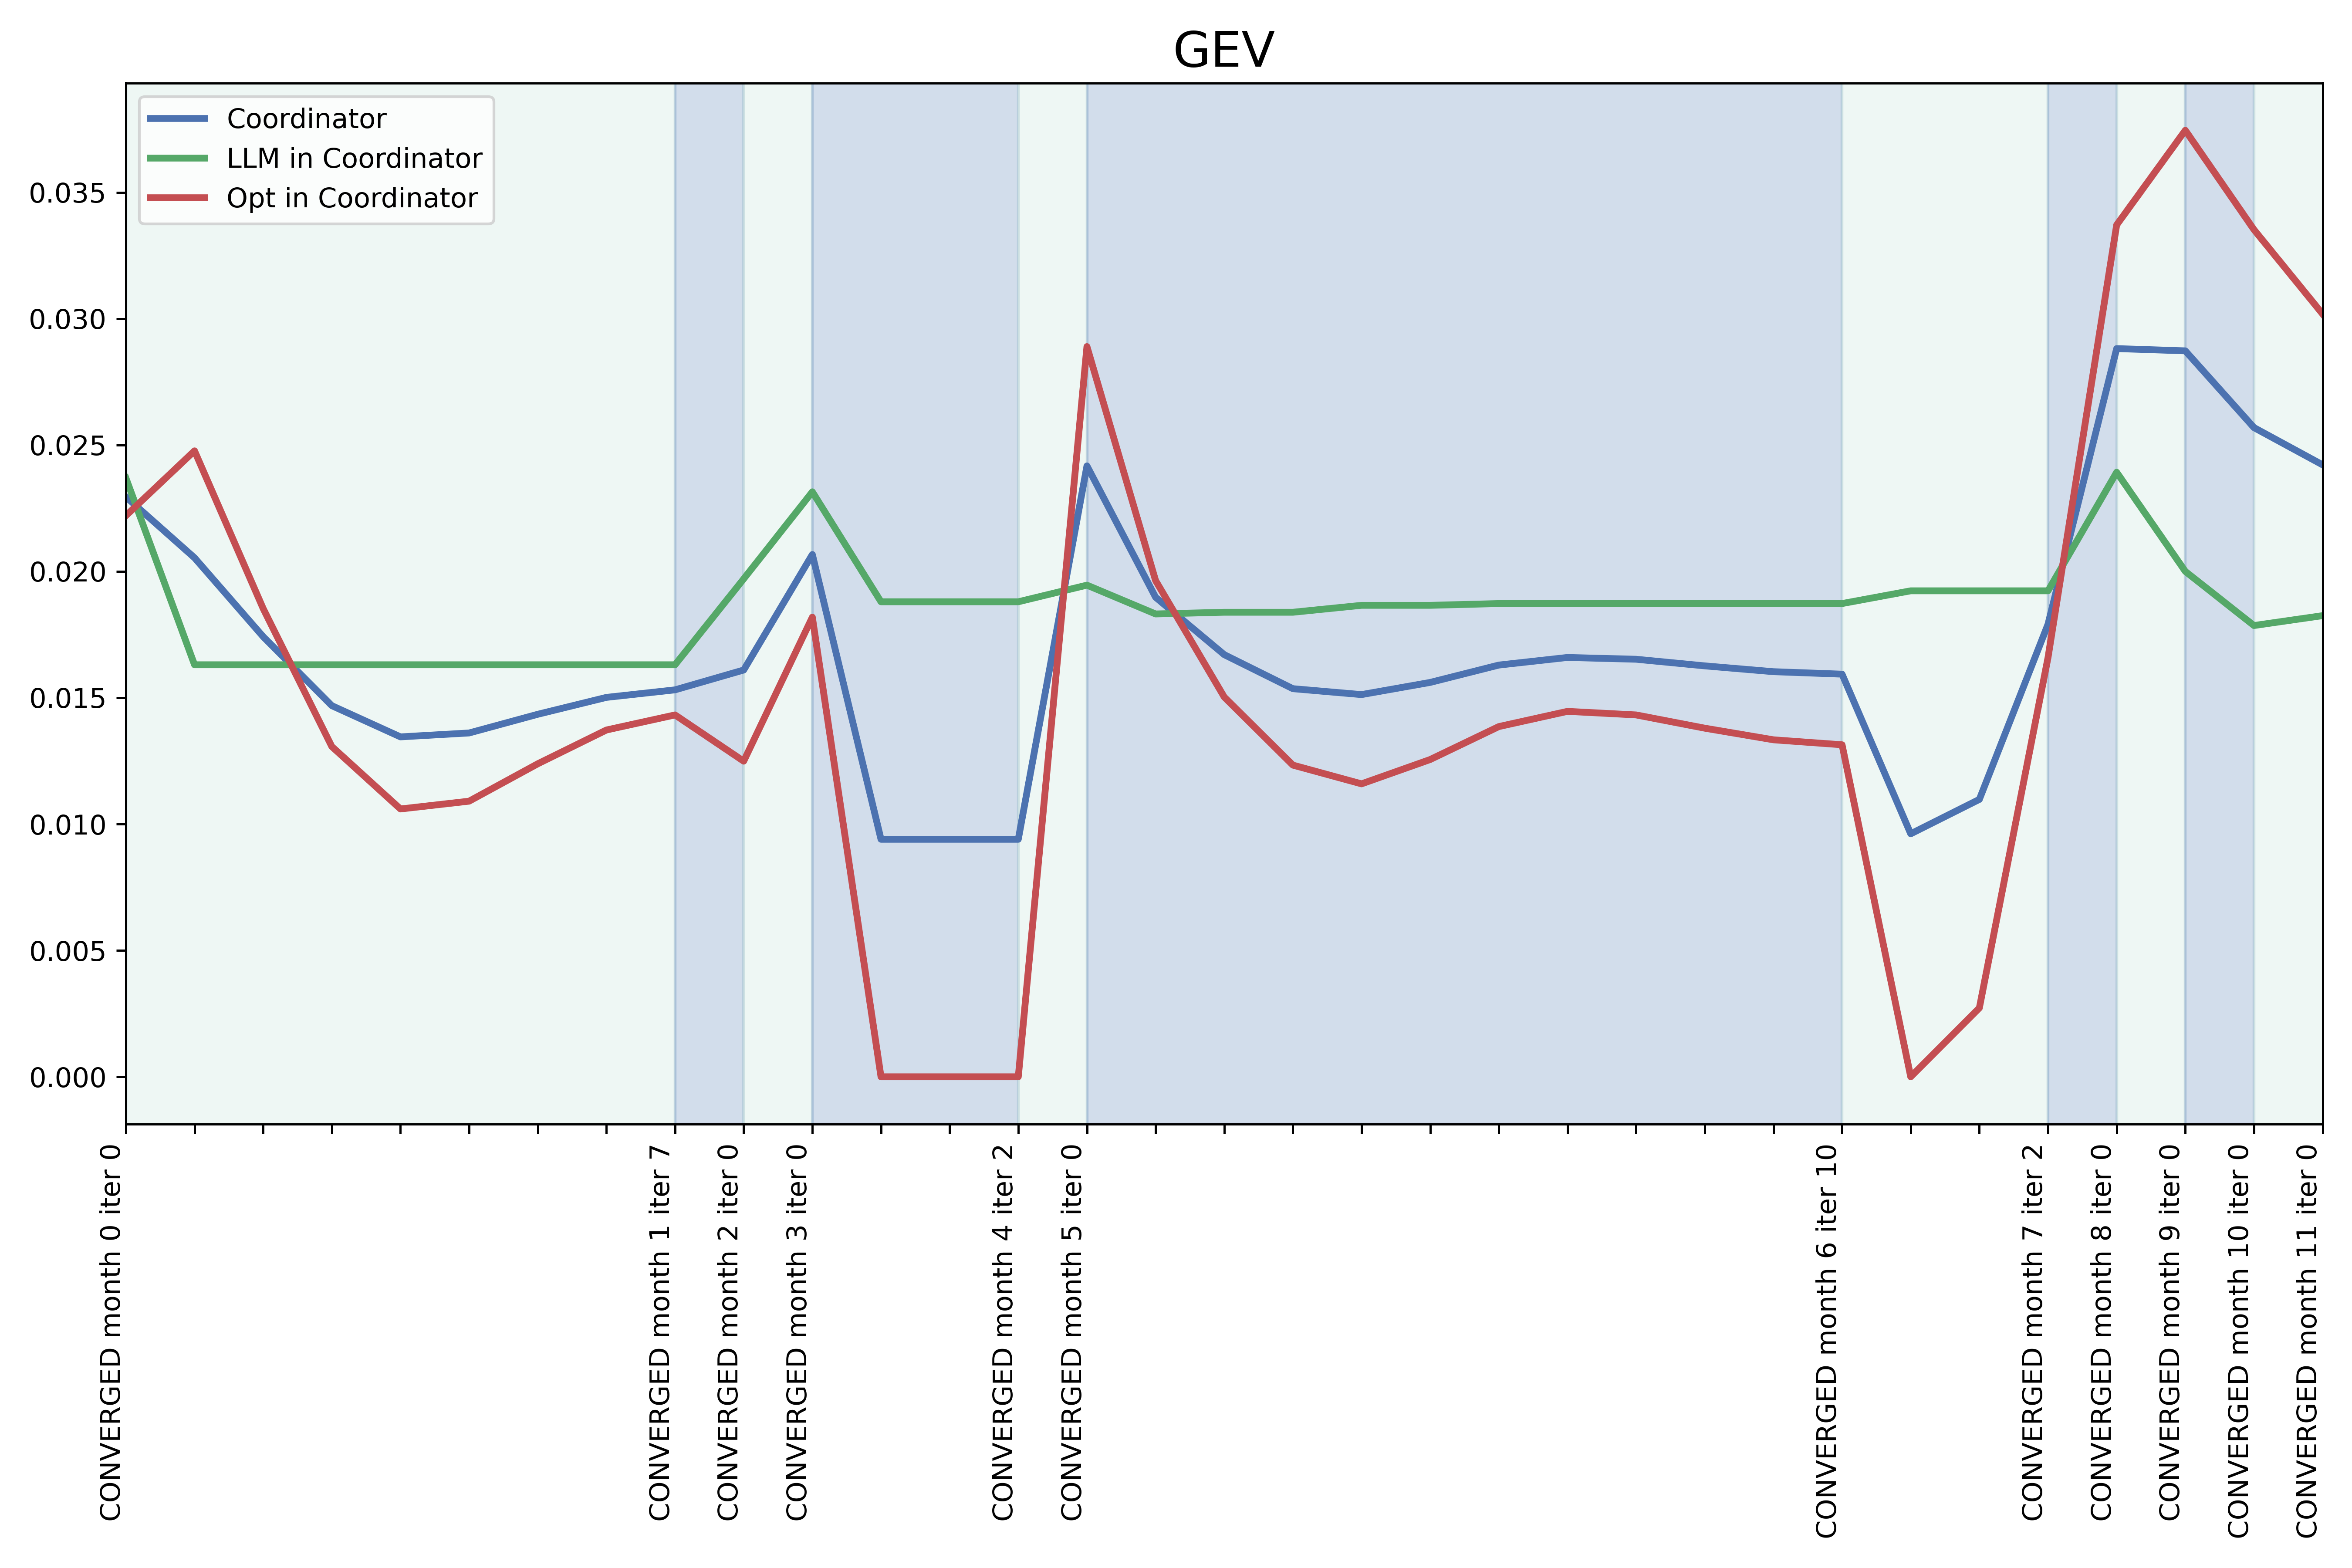 GEV
Coordinator
LLM in Coordinator
Opt in Coordinator
0.035
0.030
0.025
0.020
0.015
0.010
0.005
0.000
CONVERGED month 0 iter 0
CONVERGED month 1 iter 7
CONVERGED month 2 iter 0
CONVERGED month 3 iter 0
CONVERGED month 4 iter 2
CONVERGED month 5 iter 0
CONVERGED month 6 iter 10
CONVERGED month 7 iter 2
CONVERGED month 8 iter 0
CONVERGED month 9 iter 0
CONVERGED month 10 iter 0
CONVERGED month 11 iter 0